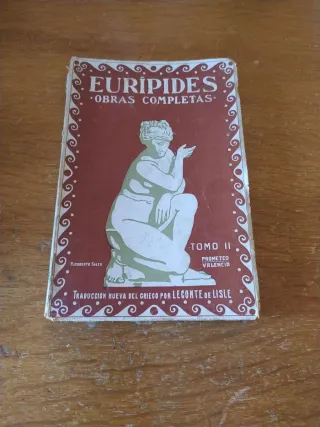 EURÍPIDES
·OBRAS COMPLETAS·
TOMO II
PROMETEO
VALENCIA
TRADUCCIÓN NUEVA DEL GRIEGO POR LECONTE DE LISLE